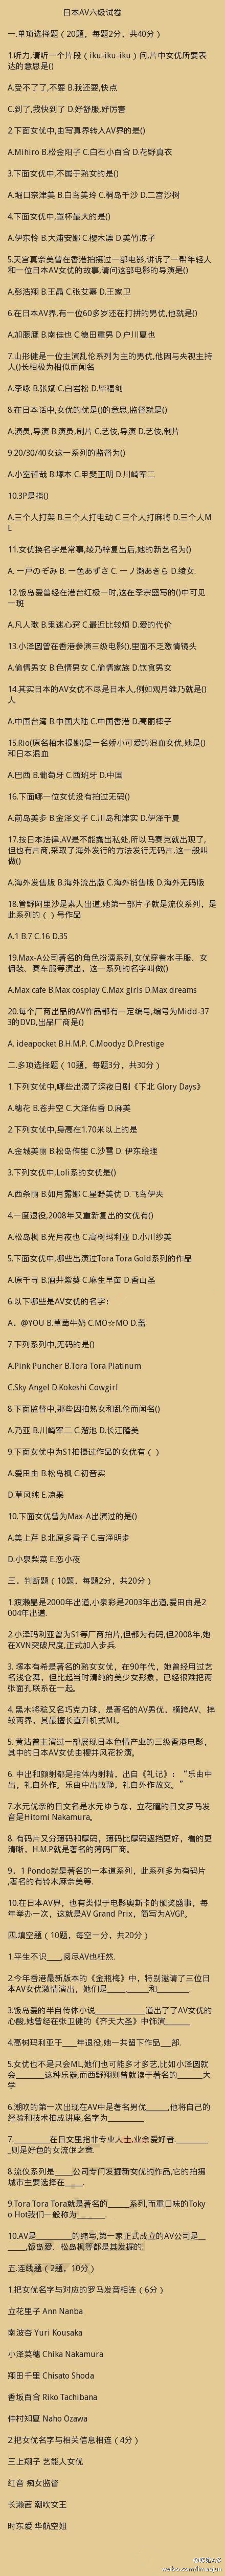 日本AV六级试卷
一.单项选择题（20题，每题2分，共40分）
1.听力,请听一个片段（iku-iku-iku）问,片中女优所要表
达的意思是()
A.受不了了,不要 B.我还要,快点
C.到了,我快到了 D.好舒服,好厉害
2.下面女优中,由写真界转入AV界的是()
A.Mihiro B.松金阳子 C.白石小百合 D.花野真衣
3.下面女优中,不属于熟女的是()
A.堀口奈津美 B.白鸟美玲 C.桐岛千沙 D.二宫沙树
4.下面女优中,罩杯最大的是()
A.伊东怜 B.大浦安娜 C.樱木凛 D.美竹凉子
5.天宫真奈美曾在香港拍摄过一部电影,讲诉了一帮年轻人
和一位日本AV女优的故事,请问这部电影的导演是()
A.彭浩翔 B.王晶 C.张艾嘉 D.王家卫
6.在日本AV界,有一位60多岁还在打拼的男优,他就是()
A.加藤鹰 B.南佳也 C.德田重男 D.户川夏也
7.山形健是一位主演乱伦系列为主的男优,他因与央视主持
人()长相极为相似而闻名
A.李咏 B.张斌 C.白岩松 D.毕福剑
8.在日本话中,女优的优是()的意思,监督就是()
A.演员,导演 B.演员,制片 C.艺伎,导演 D.艺伎,制片
9.20/30/40女这一系列的监督为()
A.小室哲哉 B.塚本 C.甲斐正明 D.川崎军二
10.3P是指()
A.三个人打架 B.三个人打电动 C.三个人打麻将 D.三个人M
L
11.女优换名字是常事,绫乃梓复出后,她的新艺名为()
A. 一戸のぞみ B. 一色あずさ C. 一ノ瀬あきら D.绫女.
12.饭岛爱曾经在港台红极一时,这在李宗盛写的()中可见
一斑
A.凡人歌 B.鬼迷心窍 C.最近比较烦 D.爱的代价
13.小泽圆曾在香港參演三级电影(),里面不乏激情镜头
A.偷情男女 B.色情男女 C.偷情家族 D.饮食男女
14.其实日本的AV女优不尽是日本人,例如观月雏乃就是()
人
A.中国台湾 B.中国大陆 C.中国香港 D.高丽棒子
15.Rio(原名柚木提娜)是一名娇小可爱的混血女优,她是()
和日本混血
A.巴西 B.葡萄牙 C.西班牙 D.中国
16.下面哪一位女优没有拍过无码()
A.前岛美步 B.金泽文子 C.川岛和津实 D.伊泽千夏
17.按日本法律,AV是不能露出私处,所以马赛克就出现了,
但也有片商,采取了海外发行的方法发行无码片,这一般叫
做()
A.海外发售版 B.海外流出版 C.海外销售版 D.海外无码版
18.管野阿里沙是素人出道,她第一部片子就是流仪系列，是
此系列的（ ）号作品
A.1 B.7 C.16 D.35
19.Max-A公司著名的角色扮演系列,女优穿着水手服、女
佣装、赛车服等演出，这一系列的名字叫做()
A.Max cafe B.Max cosplay C.Max girls D.Max dreams
20.每个厂商出品的AV作品都有一定编号,编号为Midd-37
3的DVD,出品厂商是()
A. ideapocket B.H.M.P. C.Moodyz D.Prestige
二.多项选择题（10题，每题3分，共30分）
1.下列女优中,哪些出演了深夜日剧《下北 Glory Days》
A.穗花 B.苍井空 C.大泽佑香 D.麻美
2.下列女优中,身高在1.70米以上的是
A.金城美丽 B.松岛侑里 C.沙雪 D. 伊东绘理
3.下列女优中,Loli系的女优是()
A.西条丽 B.如月露娜 C.星野美优 D.飞鸟伊央
4.一度退役,2008年又重新复出的女优有()
A.松岛枫 B.光月夜也 C.高树玛利亚 D.小川纱美
5.下面女优中,哪些出演过Tora Tora Gold系列的作品
A.原千寻 B.酒井紫葵 C.麻生早苗 D.香山圣
6.以下哪些是AV女优的名字：
A．@YOU B.草莓牛奶 C.MO☆MO D.蕾
7.下列系列中,无码的是()
A.Pink Puncher B.Tora Tora Platinum
C.Sky Angel D.Kokeshi Cowgirl
8.下面监督中,那些因拍熟女和乱伦而闻名()
A.乃亚 B.川崎军二 C.溜池 D.长江隆美
9.下面女优中为S1拍摄过作品的女优有（ ）
A.爱田由 B.松岛枫 C.初音实
D.草风纯 E.凉果
10.下面女优曾为Max-A出演过的是()
A.美上芹 B.北原多香子 C.吉泽明步
D.小泉梨菜 E.恋小夜
三．判断题（10题，每题2分，共20分）
1.渡濑晶是2000年出道,小泉彩是2003年出道,爱田由是2
004年出道.
2.小泽玛利亚曾为S1等厂商拍片,但都为有码,但2008年,她
在XVN突破尺度,正式加入步兵.
3. 塚本有希是著名的熟女女优，在90年代，她曾经用过艺
名浅仓舞，但比起当时清纯的美少女形象，已经很难把两
张面孔联系在一起。
4. 黑木将稔又名巧克力球，是著名的AV男优，横跨AV、摔
较两界，其最擅长直升机式ML。
5. 黄沾曾主演过一部展现日本色情产业的三级香港电影，
其中的日本AV女优由樱井风花扮演。
6. 中出和颜射都是指体内射精，出自《礼记》：“乐由中
出，礼自外作。乐由中出故静，礼自外作故文。”
7.水元优奈的日文名是水元ゆうな，立花瞳的日文罗马发
音是Hitomi Nakamura。
8. 有码片又分薄码和厚码，薄码比厚码遮挡更好，看的更
清晰，H.M.P就是著名的薄码厂商。
9．1 Pondo就是著名的一本道系列，此系列多为有码片
,著名的有铃木麻奈美等.
10.在日本AV界，也有类似于电影奥斯卡的颁奖盛事，每
年举办一次，这就是AV Grand Prix，简写为AVGP。
四.填空题（10题，每空一分，共20分）
1.平生不识____,阅尽AV也枉然.
2.今年香港最新版本的《金瓶梅》中，特别邀请了三位日
本AV女优激情演出，她们是_____,______和_________.
3.饭岛爱的半自传体小说______________道出了了AV女优的
心酸,她曾经在张卫健的《齐天大圣》中饰演_______
4.高树玛利亚于____年退役,她一共留下作品___部.
5.女优也不是只会ML,她们也可能多才多艺,比如小泽圆就
会________这种乐器,而西野翔则曾就读于著名的_______大
学
6.潮吹的第一次出现在AV中是著名男优______,他将自己的
经验和技术拍成讲座,名字为__________
7.__________在日文里指非专业人士,业余爱好者._________
_则是好色的女流氓之意.
8.流仪系列是_____公司专门发掘新女优的作品,它的拍摄
城市主要选择在_____.
9.Tora Tora Tora就是著名的______系列,而重口味的Toky
o Hot我们一般称为________.
10.AV是__________的缩写,第一家正式成立的AV公司是__
_____,饭岛爱、松岛枫等都是其发掘的.
五.连线题（2题，10分）
1.把女优名字与对应的罗马发音相连（6分）
立花里子 Ann Nanba
南波杏 Yuri Kousaka
小泽菜穗 Chika Nakamura
翔田千里 Chisato Shoda
香坂百合 Riko Tachibana
仲村知夏 Naho Ozawa
2.把女优名字与相关信息相连（4分）
三上翔子 艺能人女优
红音 痴女监督
长濑茜 潮吹女王
时东爱 华航空姐